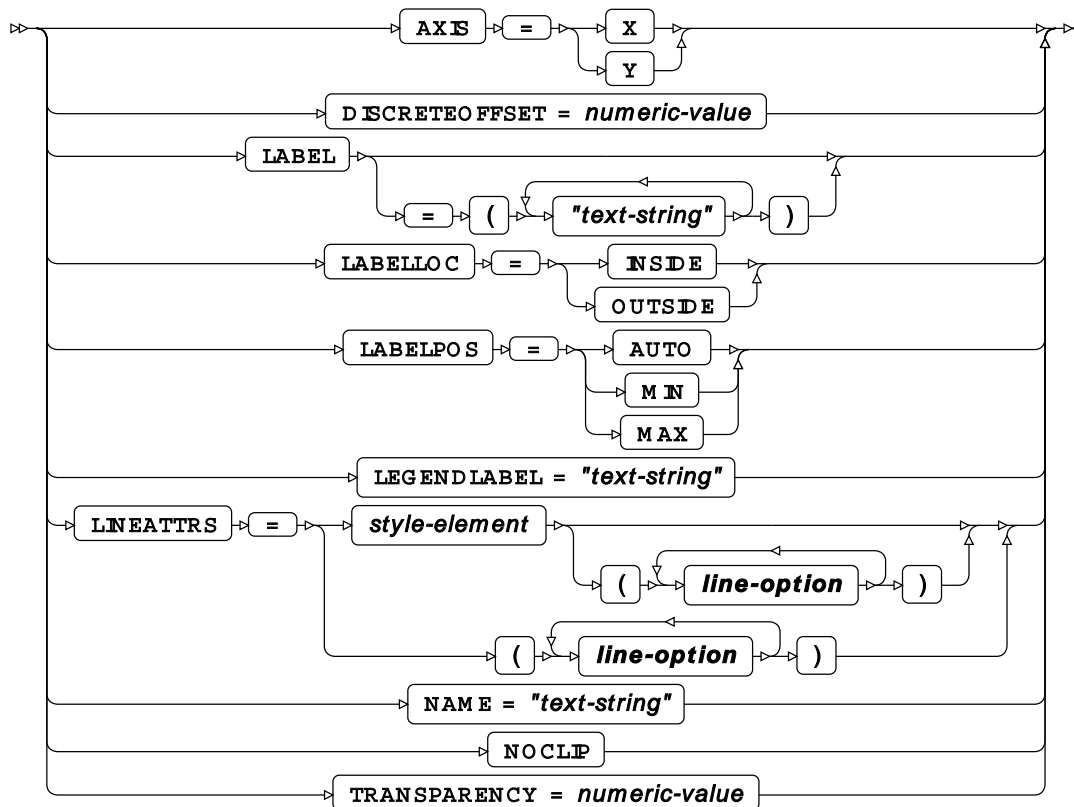 AXIS = X
Y
DISCRETEOFFSET = numeric-value
LABEL
= ( "text-string" )
LABELLOC = INSIDE
OUTSIDE
LABELPOS = AUTO
MIN
MAX
LEGENDLABEL = "text-string"
LINEATTRS = style-element
( line-option )
( line-option )
NAME = "text-string"
NOCLIP
TRANSPARENCY = numeric-value